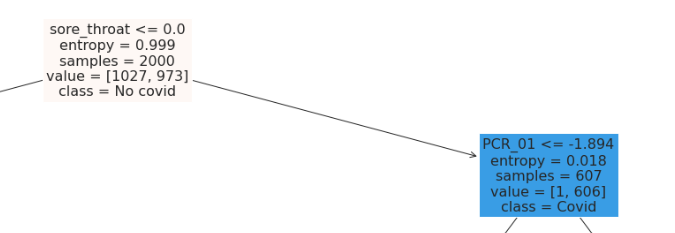 sore_throat <= 0.0
entropy = 0.999
samples = 2000
value = [1027, 973]
class = No covid
PCR_01 <= -1.894
entropy = 0.018
samples = 607
value = [1, 606]
class = Covid